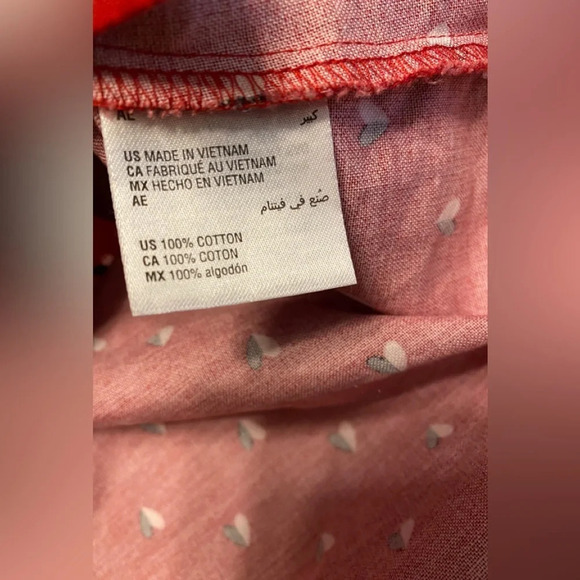 AE كبير
US MADE IN VIETNAM
CA FABRIQUÉ AU VIETNAM
MX HECHO EN VIETNAM
AE صُنع في فيتنام
US 100% COTTON
CA 100% COTON
MX 100% algodón